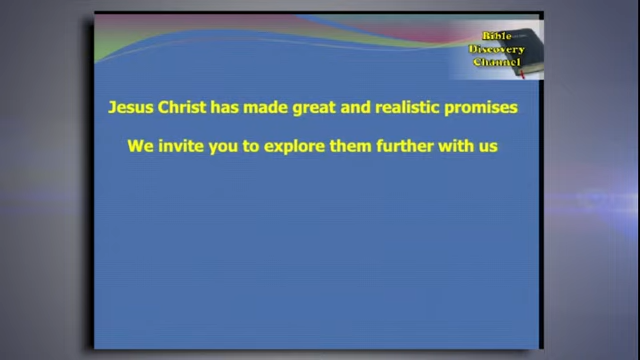 Bible
Discovery
Channel
Jesus Christ has made great and realistic promises
We invite you to explore them further with us